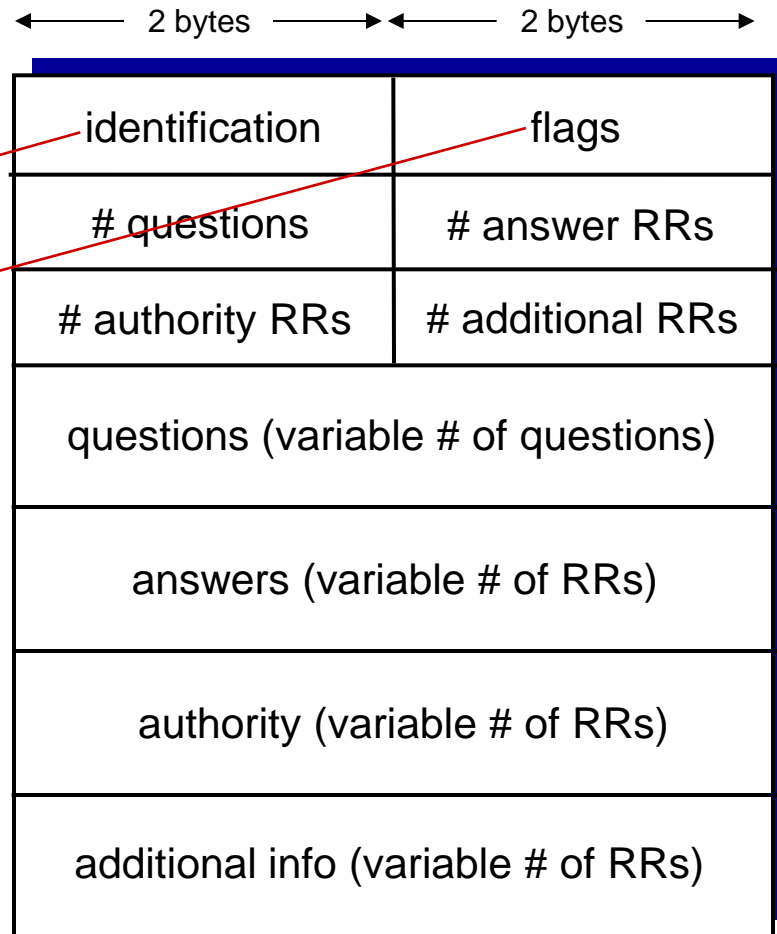 2 bytes 2 bytes
identification flags
# questions # answer RRs
# authority RRs # additional RRs
questions (variable # of questions)
answers (variable # of RRs)
authority (variable # of RRs)
additional info (variable # of RRs)